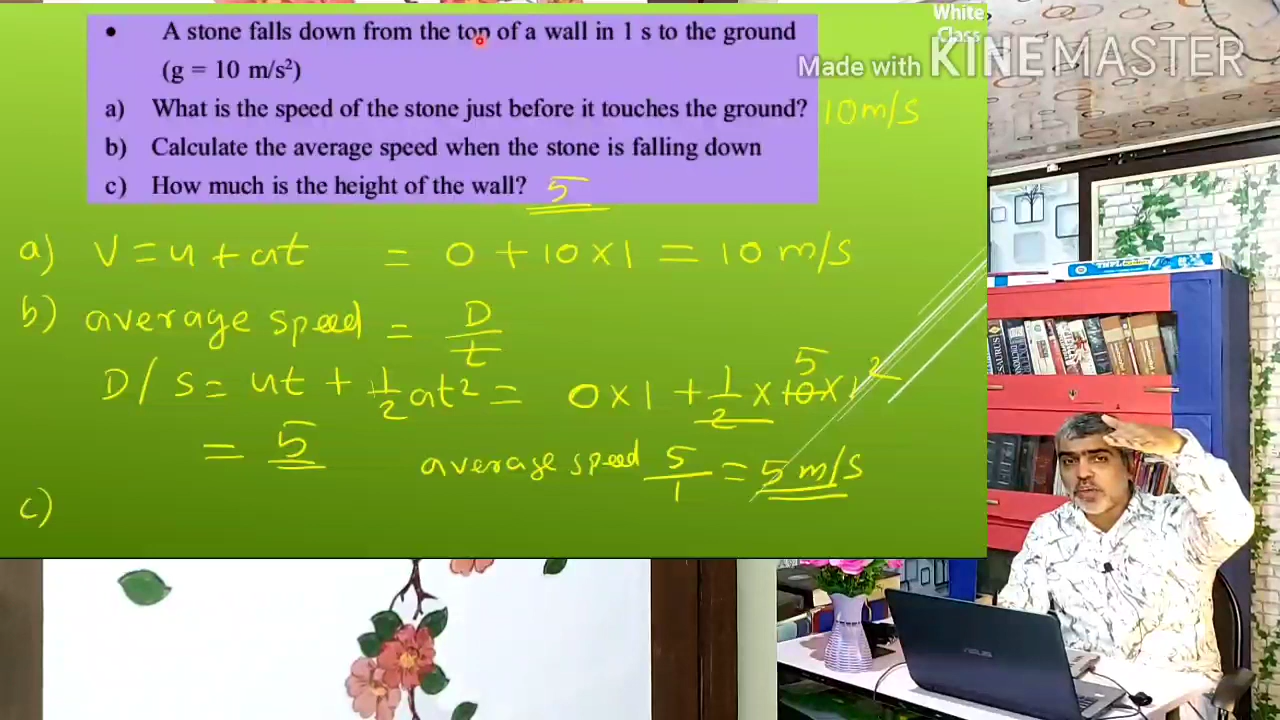 White
Class
Made with KINEMASTER
• A stone falls down from the top of a wall in 1 s to the ground
(g = 10 m/s²)
a) What is the speed of the stone just before it touches the ground? 10 m/s
b) Calculate the average speed when the stone is falling down
c) How much is the height of the wall? 5
a) V = u + at = 0 + 10 × 1 = 10 m/s
b) average speed = D/t
D/S = ut + 1/2 at² = 0 × 1 + 1/2 × 10 × 1²
5
= 5
average speed 5/1 = 5 m/s
c)
ASUS